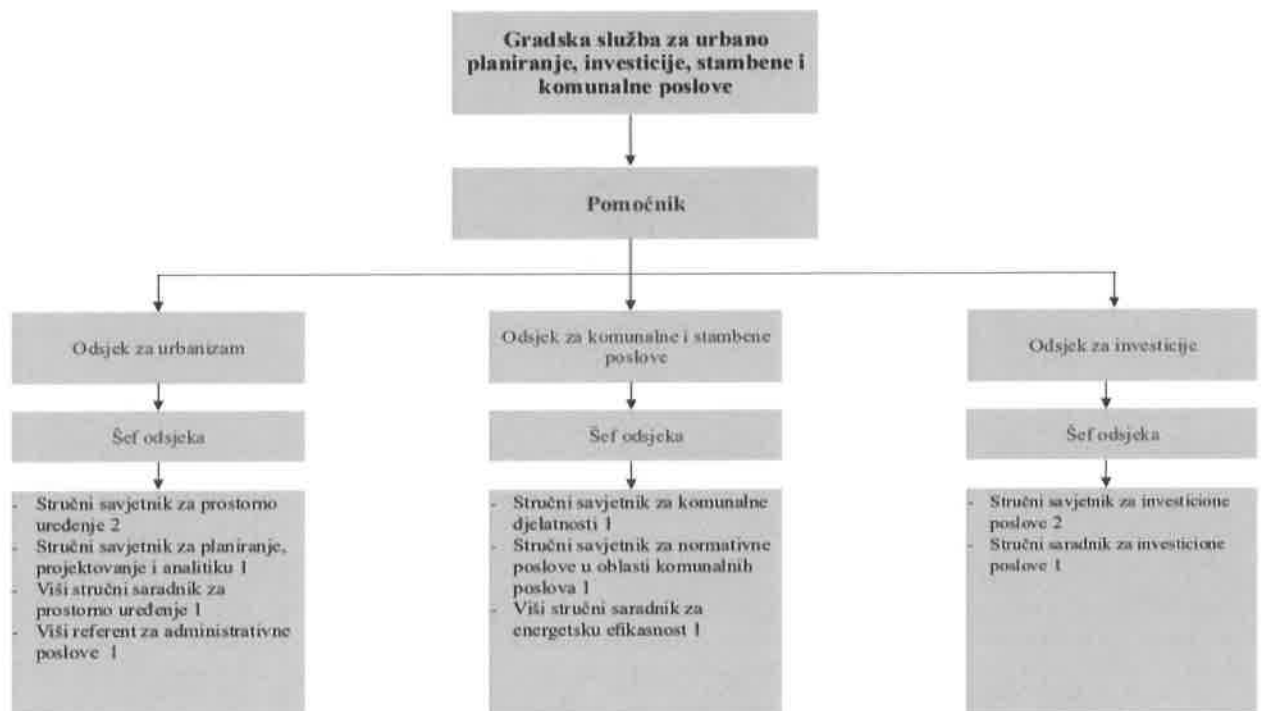 Gradska služba za urbano
planiranje, investicije, stambene i
komunalne poslove
Pomoćnik
Odsjek za urbanizam
Šef odsjeka
- Stručni savjetnik za prostorno
uređenje 2
- Stručni savjetnik za planiranje,
projektovanje i analitiku 1
- Viši stručni saradnik za
prostorno uređenje 1
- Viši referent za administrativne
poslove 1
Odsjek za komunalne i stambene
poslove
Šef odsjeka
- Stručni savjetnik za komunalne
djelatnosti 1
- Stručni savjetnik za normativne
poslove u oblasti komunalnih
poslova 1
- Viši stručni saradnik za
energetsku efikasnost 1
Odsjek za investicije
Šef odsjeka
- Stručni savjetnik za investicione
poslove 2
- Stručni saradnik za investicione
poslove 1